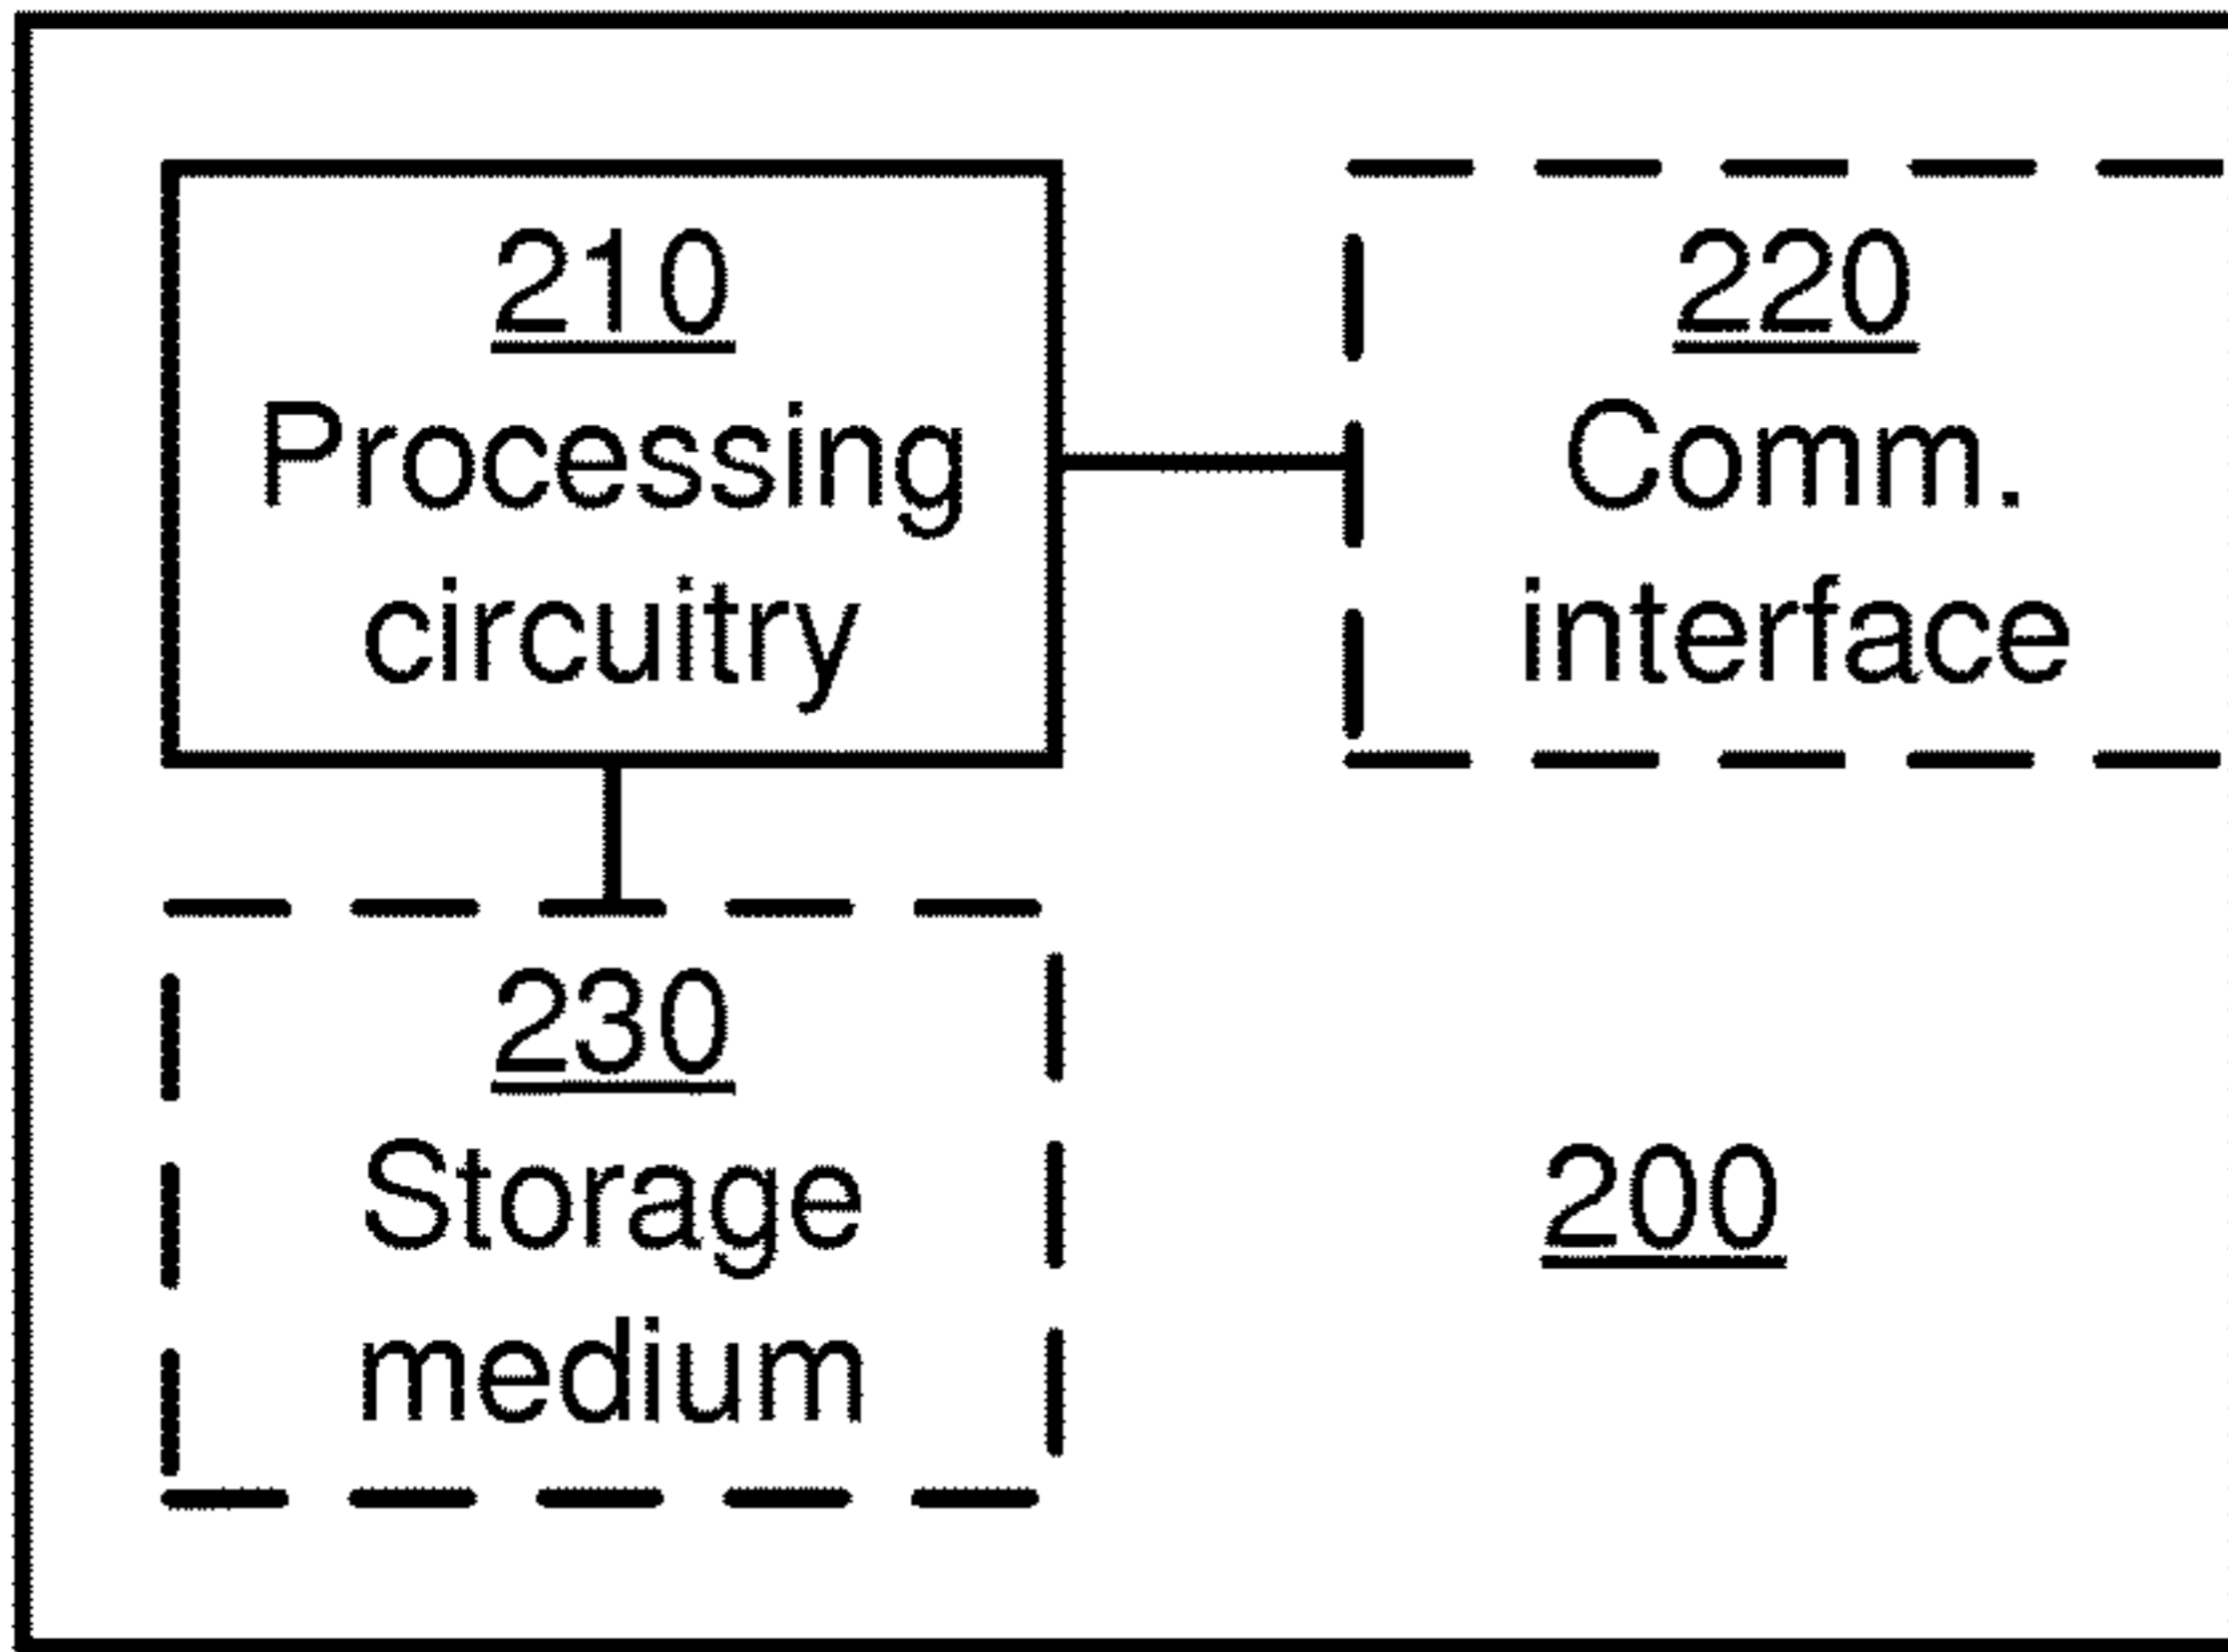 210
Processing
circuitry
220
Comm.
interface
230
Storage
medium
200